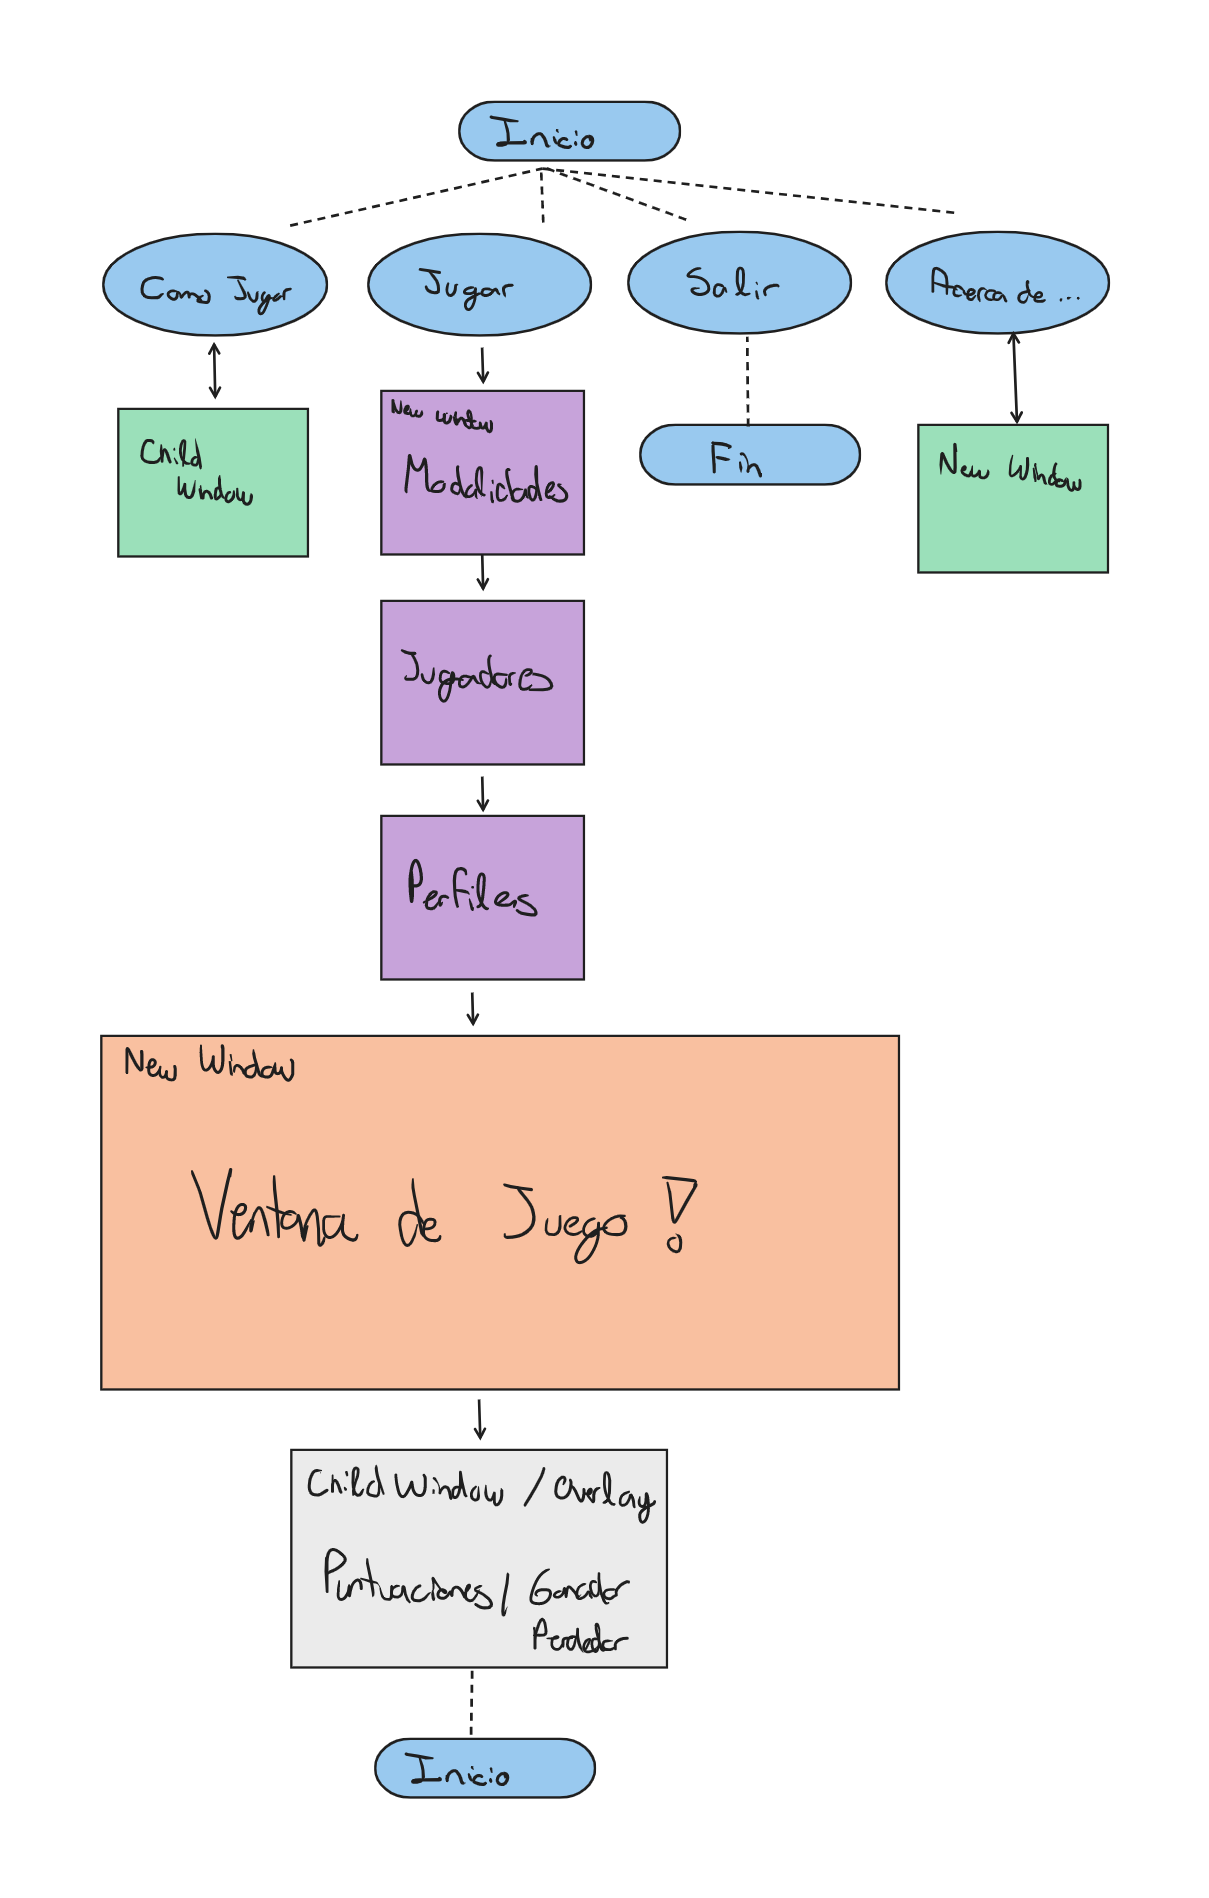 Inicio
Como Jugar
Jugar
Salir
Acerca de ...
Child
Window
New Window
Modalidades
Fin
New Window
Jugadores
Perfiles
New Window
Ventana de Juego !
Child Window / Overlay
Puntuaciones / Ganador
Perdedor
Inicio